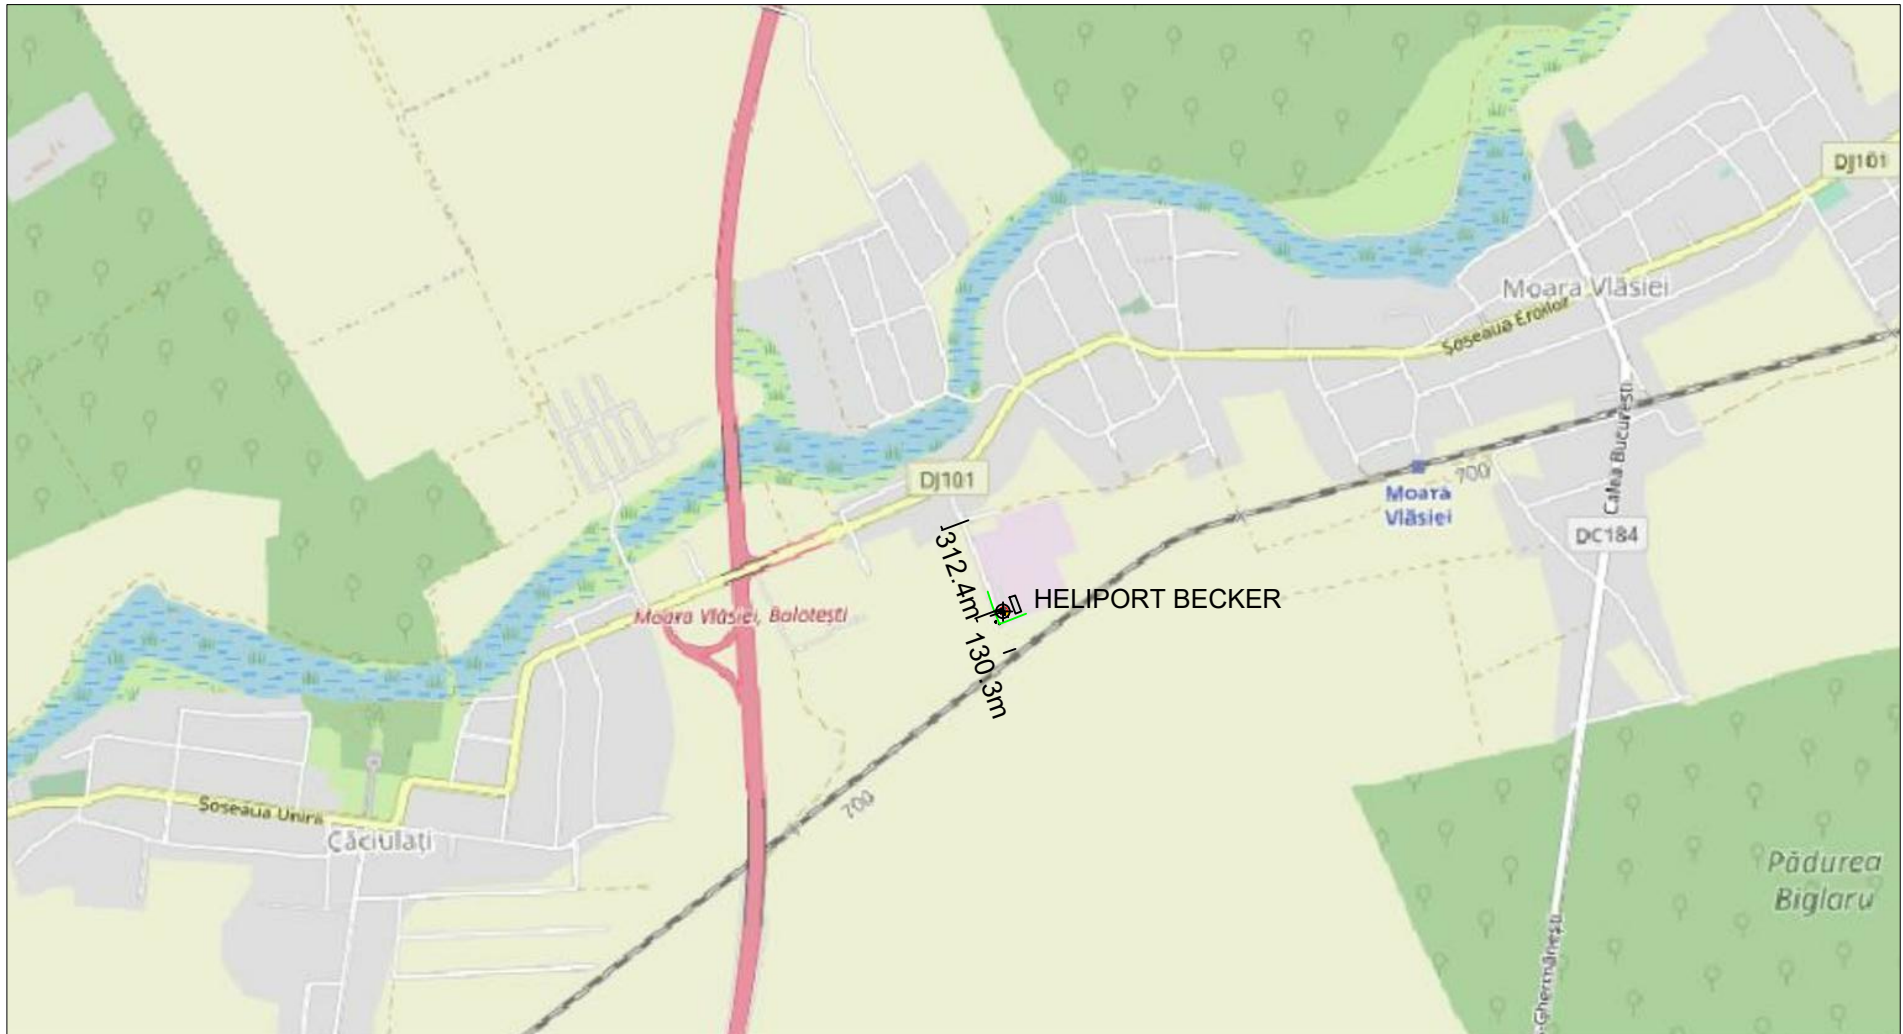 DJ101
Moara Vlăsiei
Șoseaua Eroilor
Calea București
DJ101
700
Moara
Vlăsiei
DC184
312.4m
HELIPORT BECKER
Moara Vlăsiei, Balotești
130.3m
700
Șoseaua Unirii
Căciulați
Pădurea
Biglaru
-Ghermănești